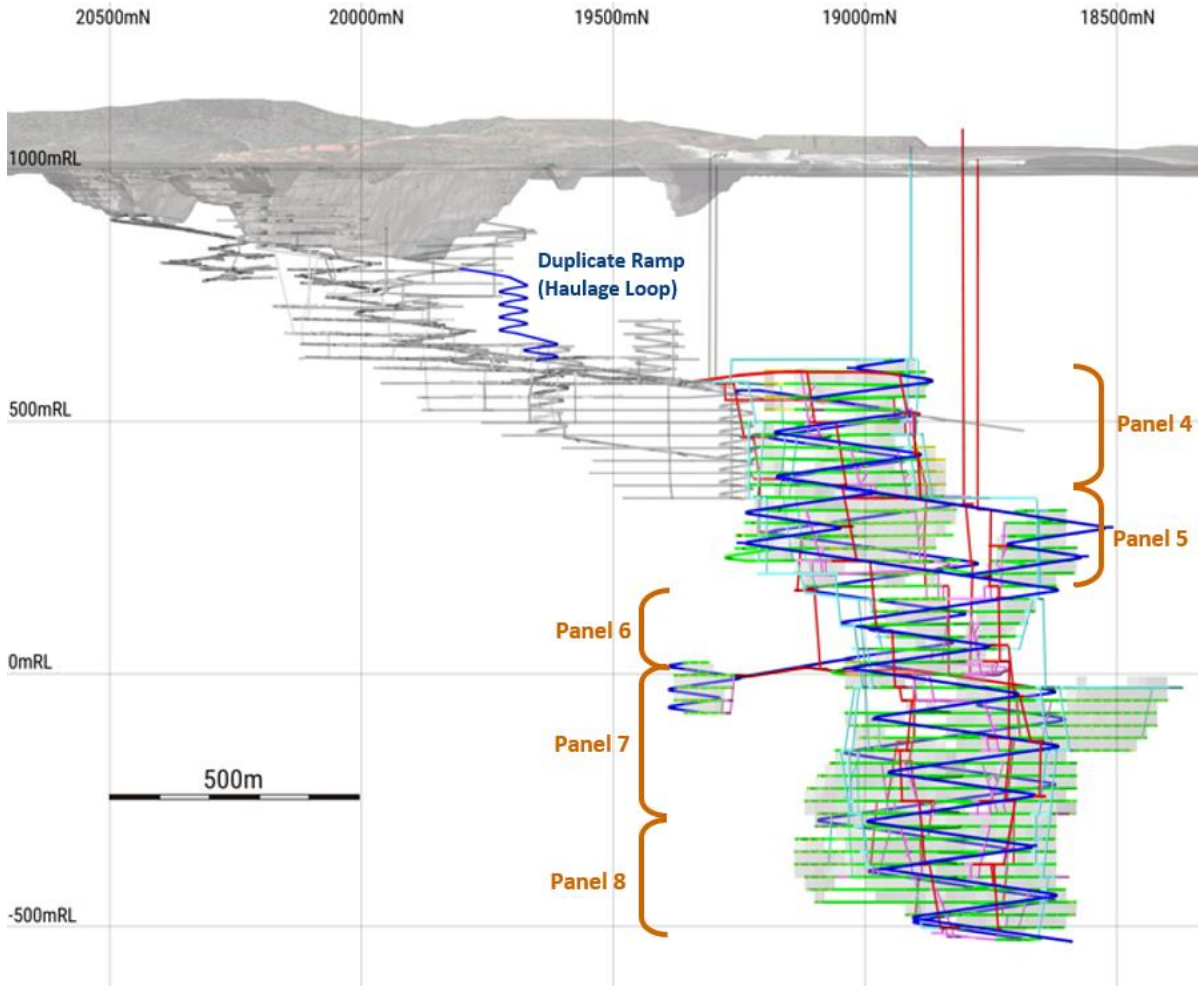 20500mN
20000mN
19500mN
19000mN
18500mN
1000mRL
Duplicate Ramp
(Haulage Loop)
500mRL
Panel 4
Panel 5
Panel 6
0mRL
Panel 7
500m
Panel 8
-500mRL